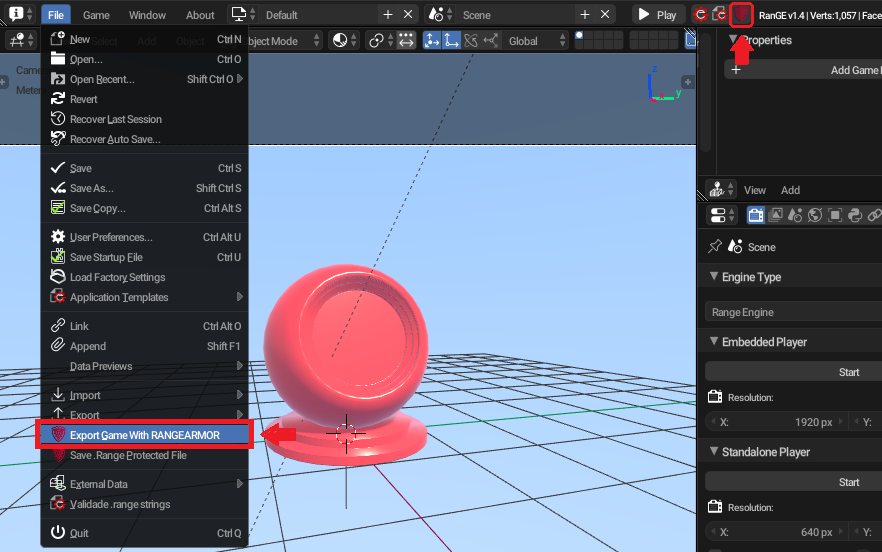 File Game Window About Default Scene Play RanGE v1.4 | Verts:1,057 | Face
New Ctrl N
Open... Ctrl O
Open Recent... Shift Ctrl O
Revert
Recover Last Session
Recover Auto Save...
Save Ctrl S
Save As... Shift Ctrl S
Save Copy... Ctrl Alt S
User Preferences... Ctrl Alt U
Save Startup File Ctrl U
Load Factory Settings
Application Templates
Link Ctrl Alt O
Append Shift F1
Data Previews
Import
Export
Export Game With RANGEARMOR
Save .Range Protected File
External Data
Validade .range strings
Quit Ctrl Q
View Select Add Object
bject Mode Global
Came
Meter
z
y
Properties
Add Game
View Add
Scene
Engine Type
Range Engine
Embedded Player
Start
Resolution:
X: 1920 px Y:
Standalone Player
Start
Resolution:
X: 640 px Y: